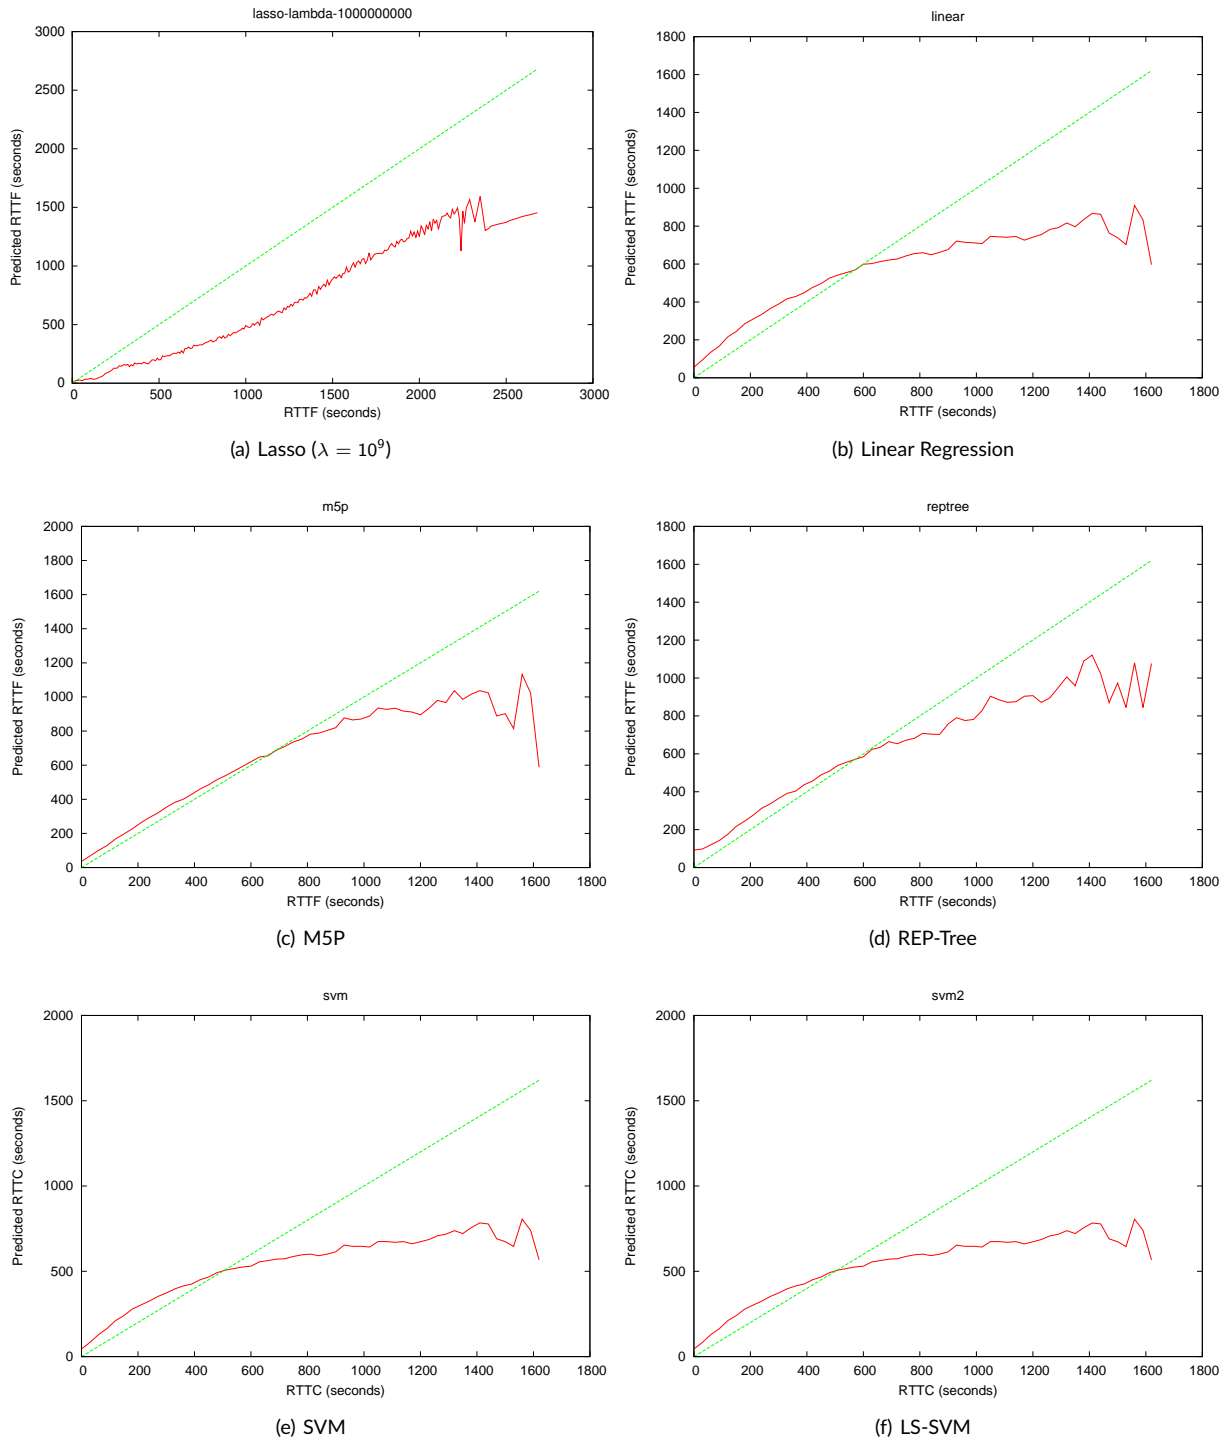 lasso-lambda-1000000000
3000
2500
2000
1500
1000
500
0
Predicted RTTF (seconds)
500 1000 1500 2000 2500 3000
RTTF (seconds)
(a) Lasso (λ = 10⁹)
linear
1800
1600
1400
1200
1000
800
600
400
200
0
Predicted RTTF (seconds)
0 200 400 600 800 1000 1200 1400 1600 1800
RTTF (seconds)
(b) Linear Regression
m5p
2000
1800
1600
1400
1200
1000
800
600
400
200
0
Predicted RTTF (seconds)
0 200 400 600 800 1000 1200 1400 1600 1800
RTTF (seconds)
(c) M5P
reptree
1800
1600
1400
1200
1000
800
600
400
200
0
Predicted RTTF (seconds)
0 200 400 600 800 1000 1200 1400 1600 1800
RTTF (seconds)
(d) REP-Tree
svm
2000
1500
1000
500
0
Predicted RTTC (seconds)
0 200 400 600 800 1000 1200 1400 1600 1800
RTTC (seconds)
(e) SVM
svm2
2000
1500
1000
500
0
Predicted RTTC (seconds)
0 200 400 600 800 1000 1200 1400 1600 1800
RTTC (seconds)
(f) LS-SVM